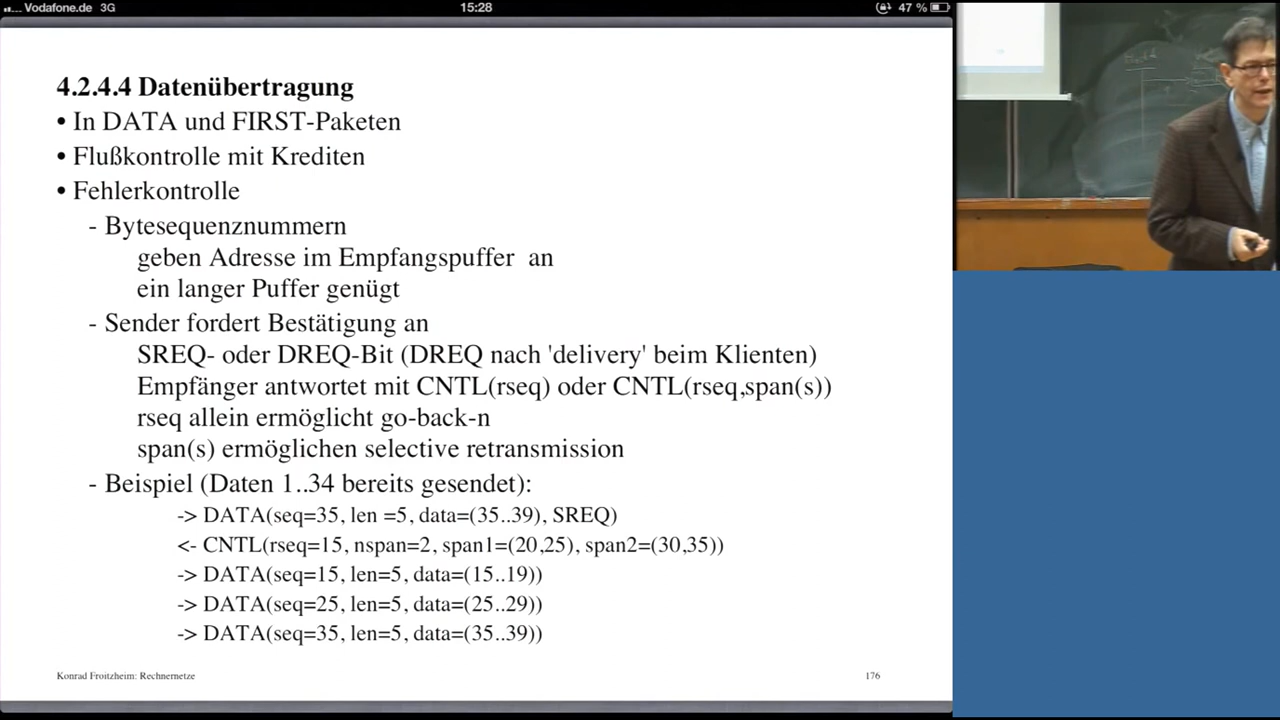 Vodafone.de 3G 15:28 47 %
4.2.4.4 Datenübertragung
• In DATA und FIRST-Paketen
• Flußkontrolle mit Krediten
• Fehlerkontrolle
- Bytesequenznummern
geben Adresse im Empfangspuffer an
ein langer Puffer genügt
- Sender fordert Bestätigung an
SREQ- oder DREQ-Bit (DREQ nach 'delivery' beim Klienten)
Empfänger antwortet mit CNTL(rseq) oder CNTL(rseq,span(s))
rseq allein ermöglicht go-back-n
span(s) ermöglichen selective retransmission
- Beispiel (Daten 1..34 bereits gesendet):
-> DATA(seq=35, len =5, data=(35..39), SREQ)
<- CNTL(rseq=15, nspan=2, span1=(20,25), span2=(30,35))
-> DATA(seq=15, len=5, data=(15..19))
-> DATA(seq=25, len=5, data=(25..29))
-> DATA(seq=35, len=5, data=(35..39))
Konrad Froitzheim: Rechnernetze 176